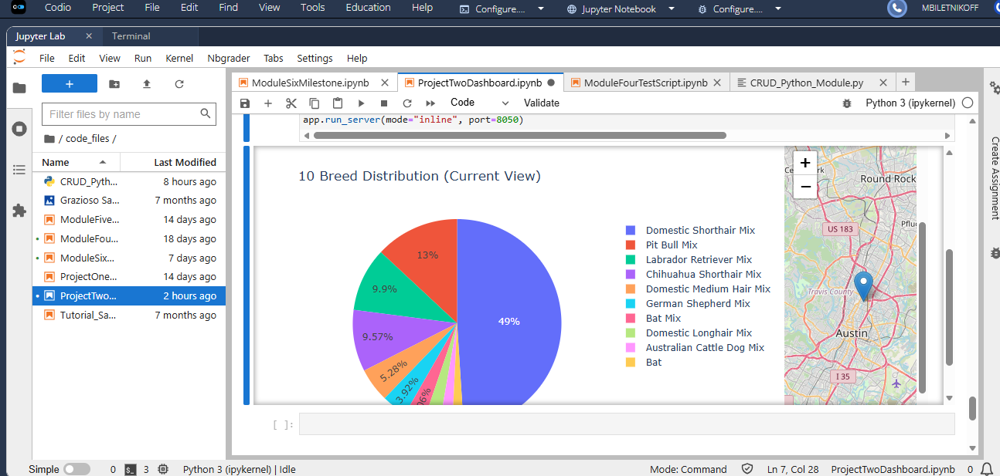 Codio Project File Edit Find View Tools Education Help Configure.... Jupyter Notebook Configure.... MBILETNIKOFF
Jupyter Lab Terminal
File Edit View Run Kernel Nbgrader Tabs Settings Help
ModuleSixMilestone.ipynb ProjectTwoDashboard.ipynb ModuleFourTestScript.ipynb CRUD_Python_Module.py
Code Validate Python 3 (ipykernel)
Filter files by name
/ code_files /
Name Last Modified
CRUD_Pyth... 8 hours ago
Grazioso Sa... 7 months ago
ModuleFive... 14 days ago
ModuleFou... 18 days ago
ModuleSix... 7 days ago
ProjectOne... 14 days ago
ProjectTwo... 2 hours ago
Tutorial_Sa... 7 months ago
app.run_server(mode="inline", port=8050)
10 Breed Distribution (Current View)
49%
13%
9.9%
9.57%
5.28%
3.92%
Domestic Shorthair Mix
Pit Bull Mix
Labrador Retriever Mix
Chihuahua Shorthair Mix
Domestic Medium Hair Mix
German Shepherd Mix
Bat Mix
Domestic Longhair Mix
Australian Cattle Dog Mix
Bat
+
−
Round Rock
US 183
Pflu
Travis County
Austin
I 35
[ ]:
Create Assignment
Simple 0 3 Python 3 (ipykernel) | Idle Mode: Command Ln 7, Col 28 ProjectTwoDashboard.ipynb 0